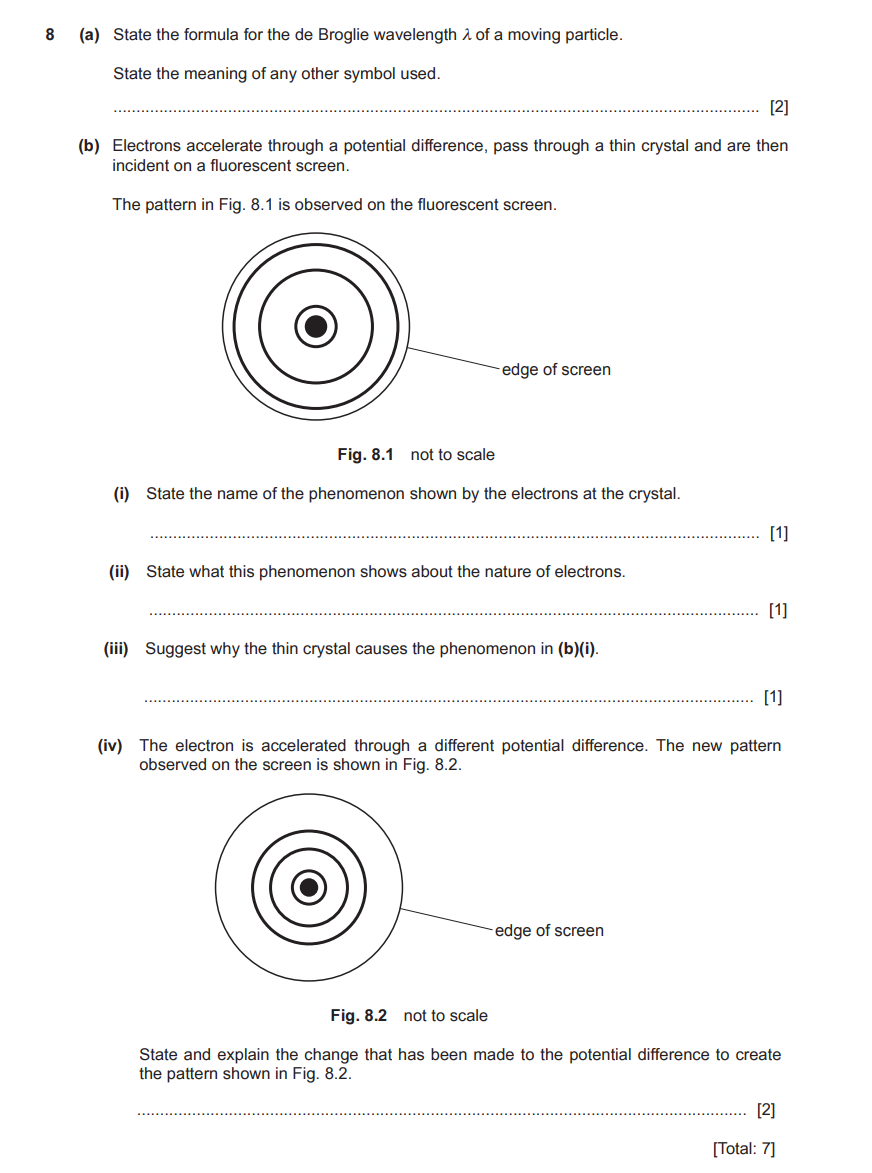 8 (a) State the formula for the de Broglie wavelength λ of a moving particle.
State the meaning of any other symbol used.
.......................................................................................................................................... [2]
(b) Electrons accelerate through a potential difference, pass through a thin crystal and are then
incident on a fluorescent screen.
The pattern in Fig. 8.1 is observed on the fluorescent screen.
edge of screen
Fig. 8.1 not to scale
(i) State the name of the phenomenon shown by the electrons at the crystal.
.................................................................................................................................. [1]
(ii) State what this phenomenon shows about the nature of electrons.
.................................................................................................................................. [1]
(iii) Suggest why the thin crystal causes the phenomenon in (b)(i).
.................................................................................................................................. [1]
(iv) The electron is accelerated through a different potential difference. The new pattern
observed on the screen is shown in Fig. 8.2.
edge of screen
Fig. 8.2 not to scale
State and explain the change that has been made to the potential difference to create
the pattern shown in Fig. 8.2.
.................................................................................................................................. [2]
[Total: 7]